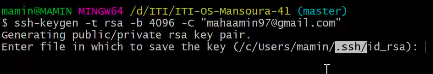 mamin@MAMIN MINGW64 /d/ITI/ITI-OS-Mansoura-41 (master)
$ ssh-keygen -t rsa -b 4096 -C "mahaamin97@gmail.com"
Generating public/private rsa key pair.
Enter file in which to save the key (/c/Users/mamin/.ssh/id_rsa):